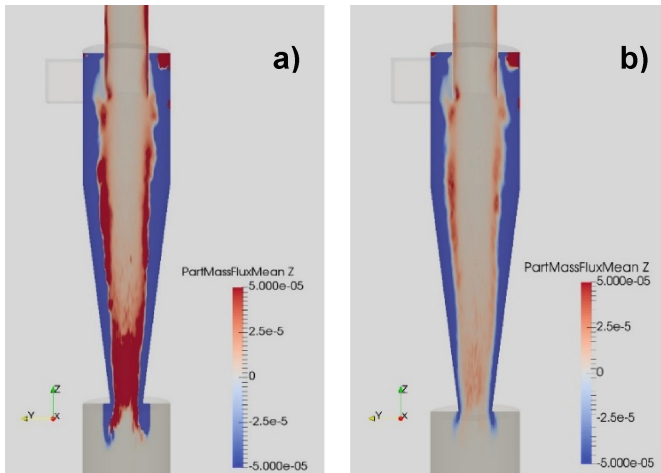 a)
PartMassFluxMean Z
5.000e-05
2.5e-5
0
-2.5e-5
-5.000e-05
Z
Y
X
b)
PartMassFluxMean Z
5.000e-05
2.5e-5
0
-2.5e-5
-5.000e-05
Z
Y
X